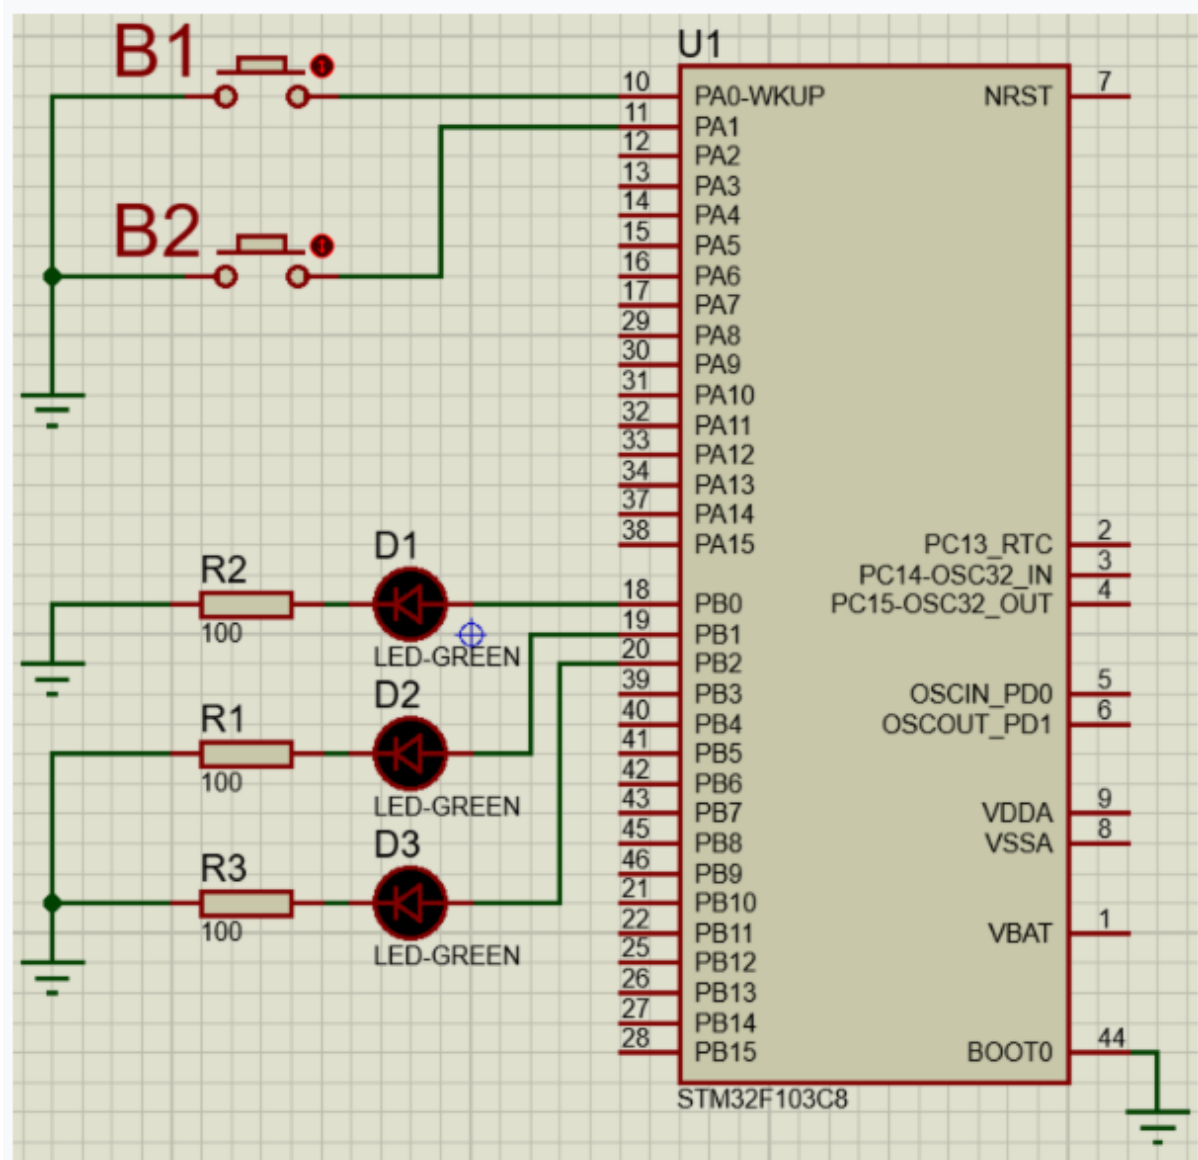 B1
B2
R2
100
D1
LED-GREEN
R1
100
D2
LED-GREEN
R3
100
D3
LED-GREEN
U1
10 PA0-WKUP NRST 7
11 PA1
12 PA2
13 PA3
14 PA4
15 PA5
16 PA6
17 PA7
29 PA8
30 PA9
31 PA10
32 PA11
33 PA12
34 PA13
37 PA14
38 PA15 PC13_RTC 2
PC14-OSC32_IN 3
18 PB0 PC15-OSC32_OUT 4
19 PB1
20 PB2
39 PB3 OSCIN_PD0 5
40 PB4 OSCOUT_PD1 6
41 PB5
42 PB6
43 PB7 VDDA 9
45 PB8 VSSA 8
46 PB9
21 PB10
22 PB11 VBAT 1
25 PB12
26 PB13
27 PB14
28 PB15 BOOT0 44
STM32F103C8